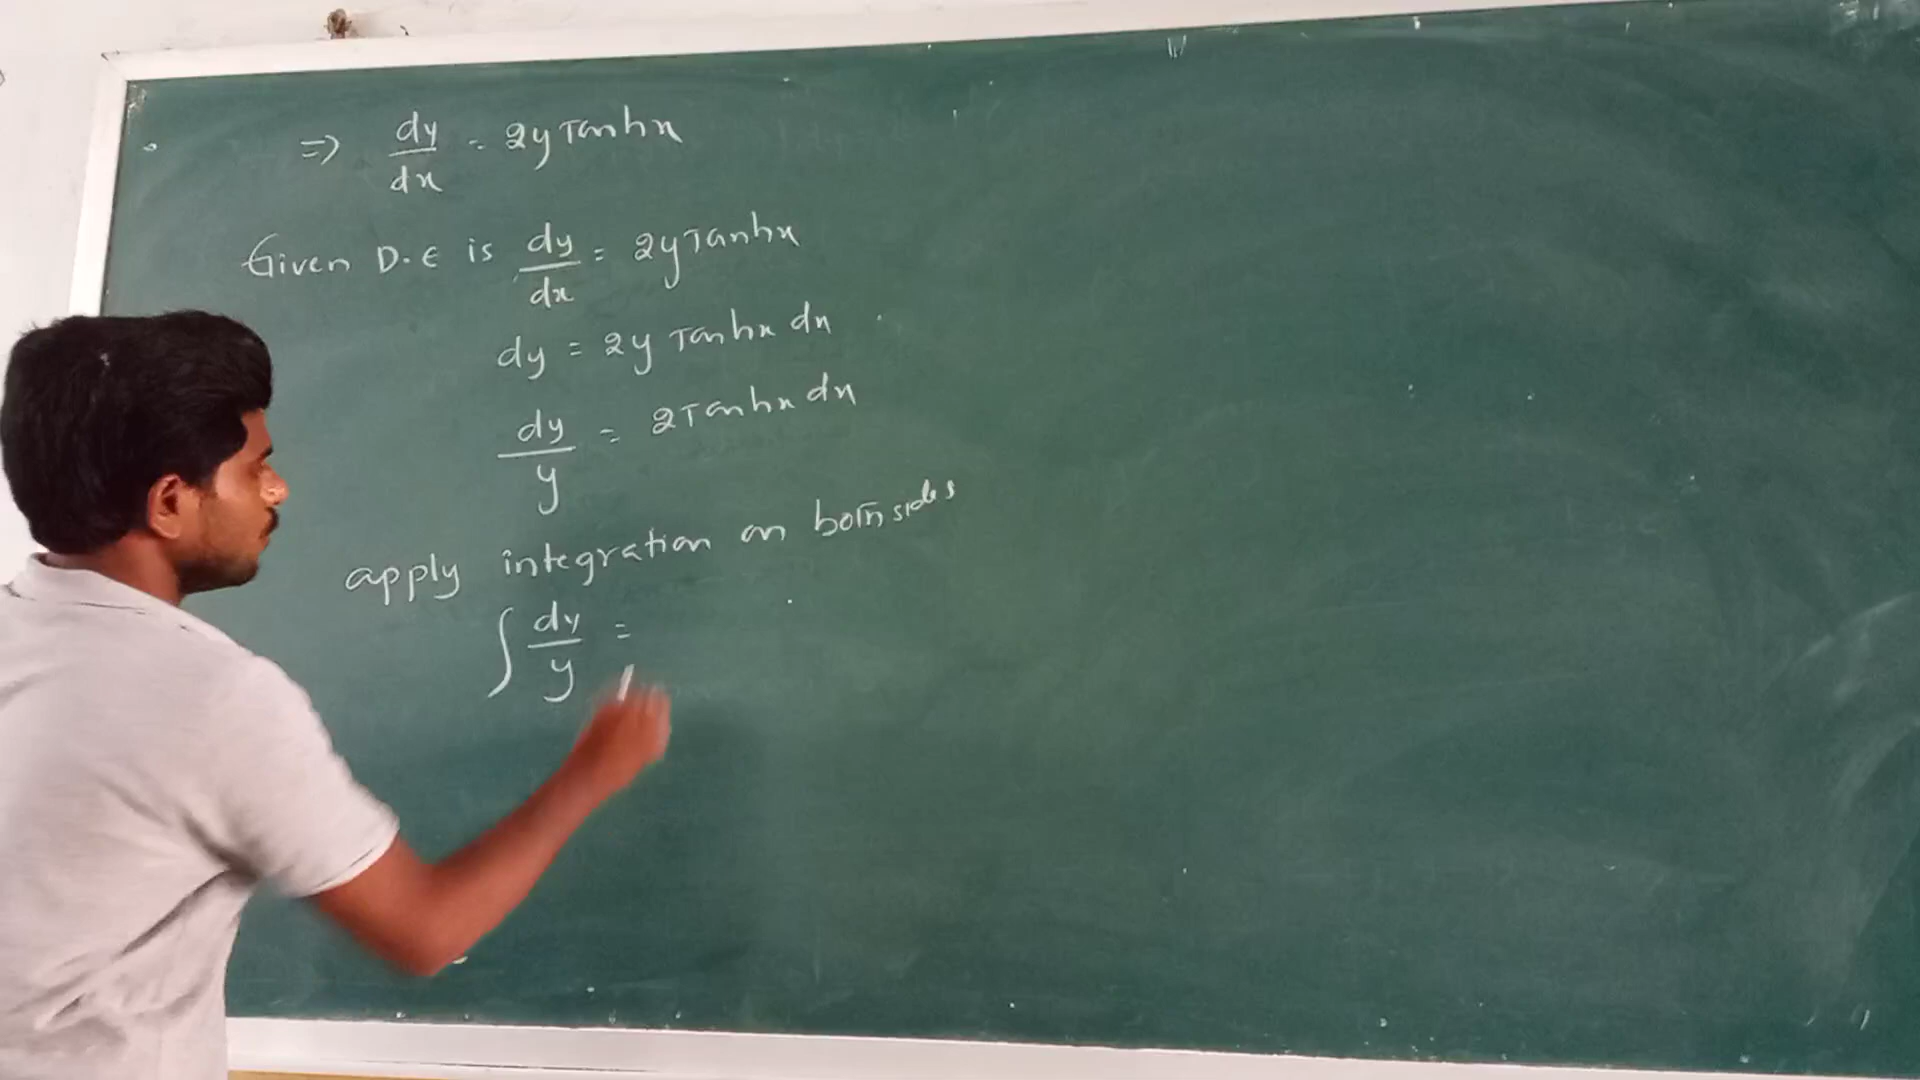 ⇒ dy/dx = 2y Tanhx
Given D.E is dy/dx = 2y Tanhx
dy = 2y Tanhx dx
dy/y = 2Tanhx dx
apply integration on both sides
∫ dy/y =